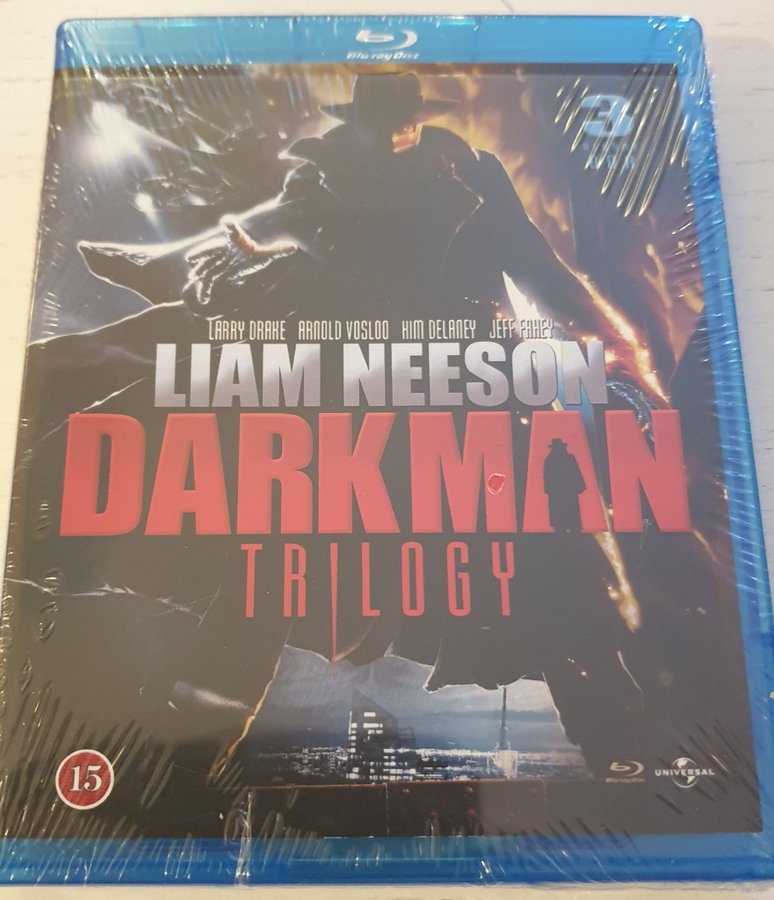 Blu-ray Disc
3
LARRY DRAKE ARNOLD VOSLOO KIM DELANEY JEFF FAHEY
LIAM NEESON
DARKMAN
TRILOGY
15
Blu-ray Disc
UNIVERSAL